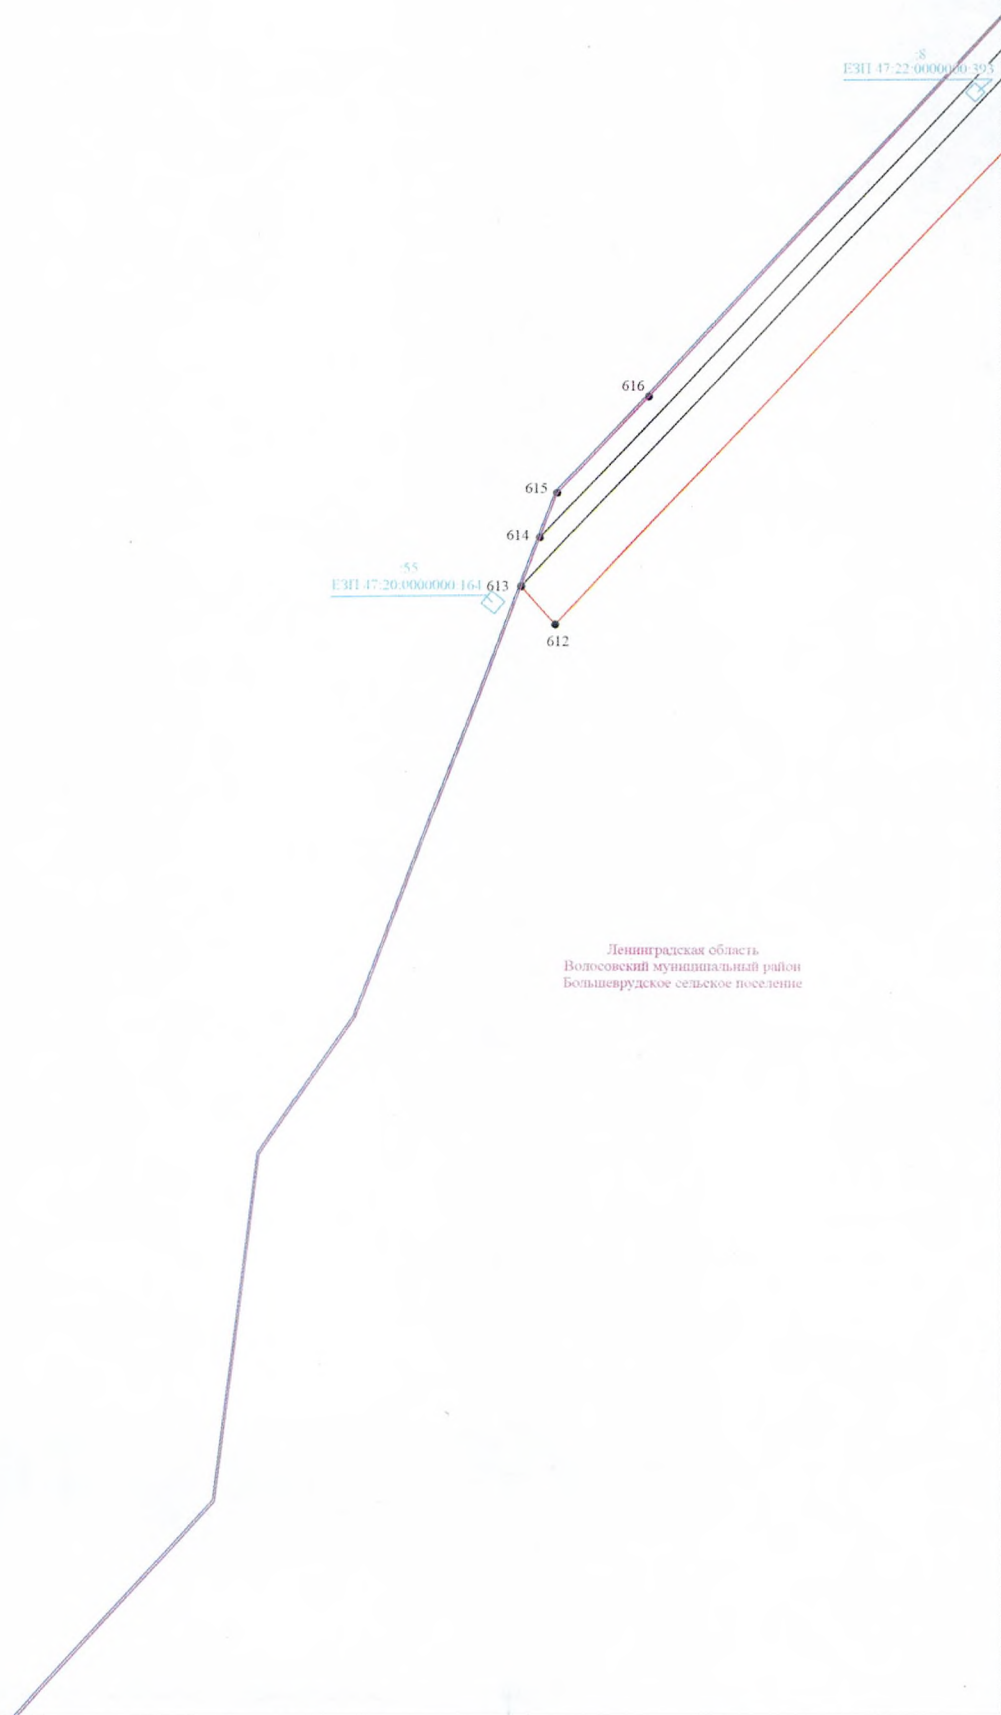 :8
ЕЗП 47:22:0000000:393
616
615
614
:55
ЕЗП 47:20:0000000:164
613
612
Ленинградская область
Волосовский муниципальный район
Большеврудское сельское поселение